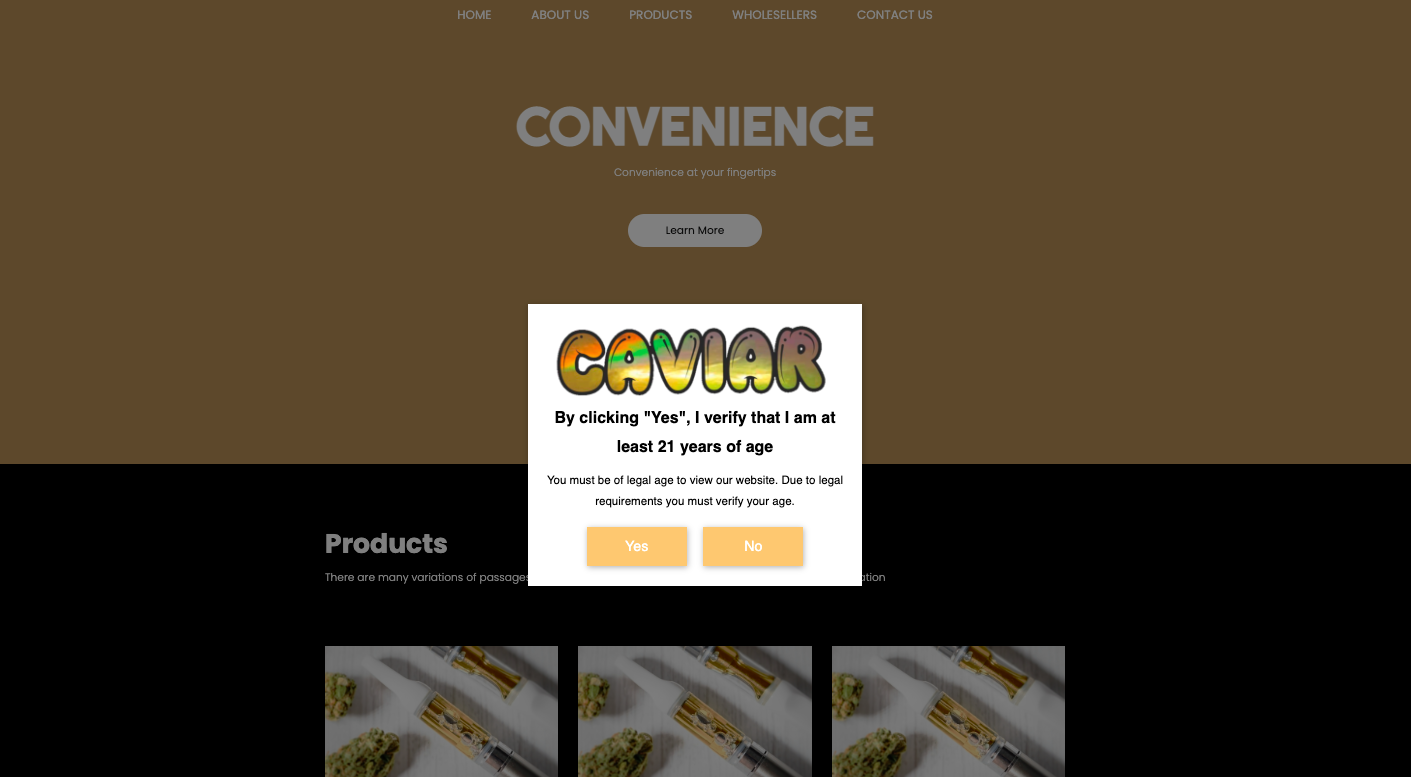 HOME ABOUT US PRODUCTS WHOLESELLERS CONTACT US
CONVENIENCE
Convenience at your fingertips
Learn More
CAVIAR
By clicking "Yes", I verify that I am at
least 21 years of age
You must be of legal age to view our website. Due to legal
requirements you must verify your age.
Yes No
Products
There are many variations of passages